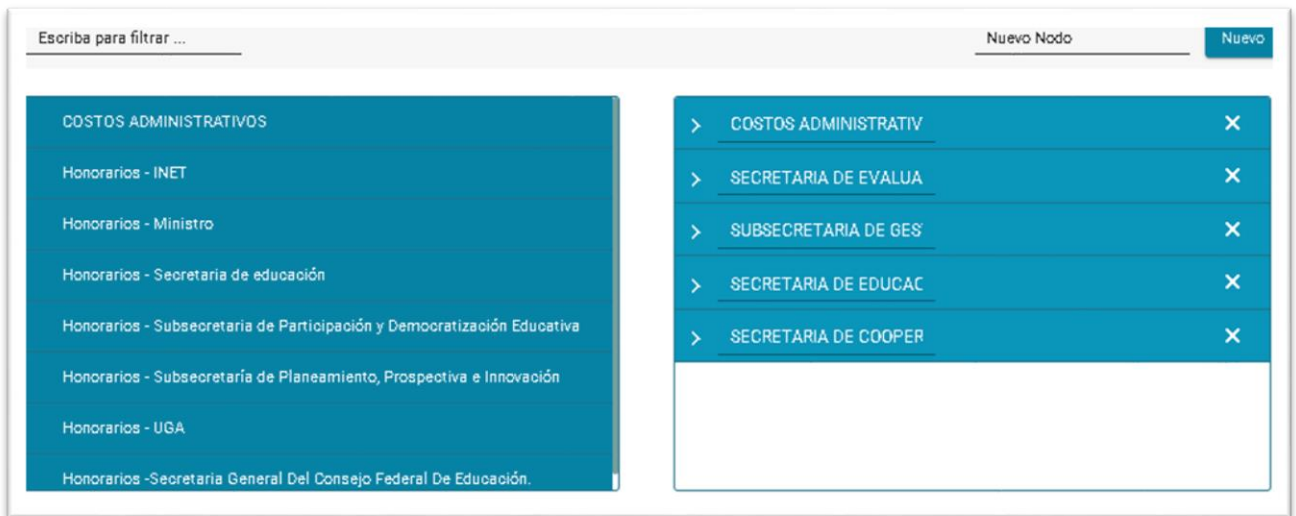 Escriba para filtrar ...
Nuevo Nodo
Nuevo
COSTOS ADMINISTRATIVOS
Honorarios - INET
Honorarios - Ministro
Honorarios - Secretaria de educación
Honorarios - Subsecretaria de Participación y Democratización Educativa
Honorarios - Subsecretaría de Planeamiento, Prospectiva e Innovación
Honorarios - UGA
Honorarios -Secretaria General Del Consejo Federal De Educación.
COSTOS ADMINISTRATIV
SECRETARIA DE EVALUA
SUBSECRETARIA DE GES
SECRETARIA DE EDUCAC
SECRETARIA DE COOPER